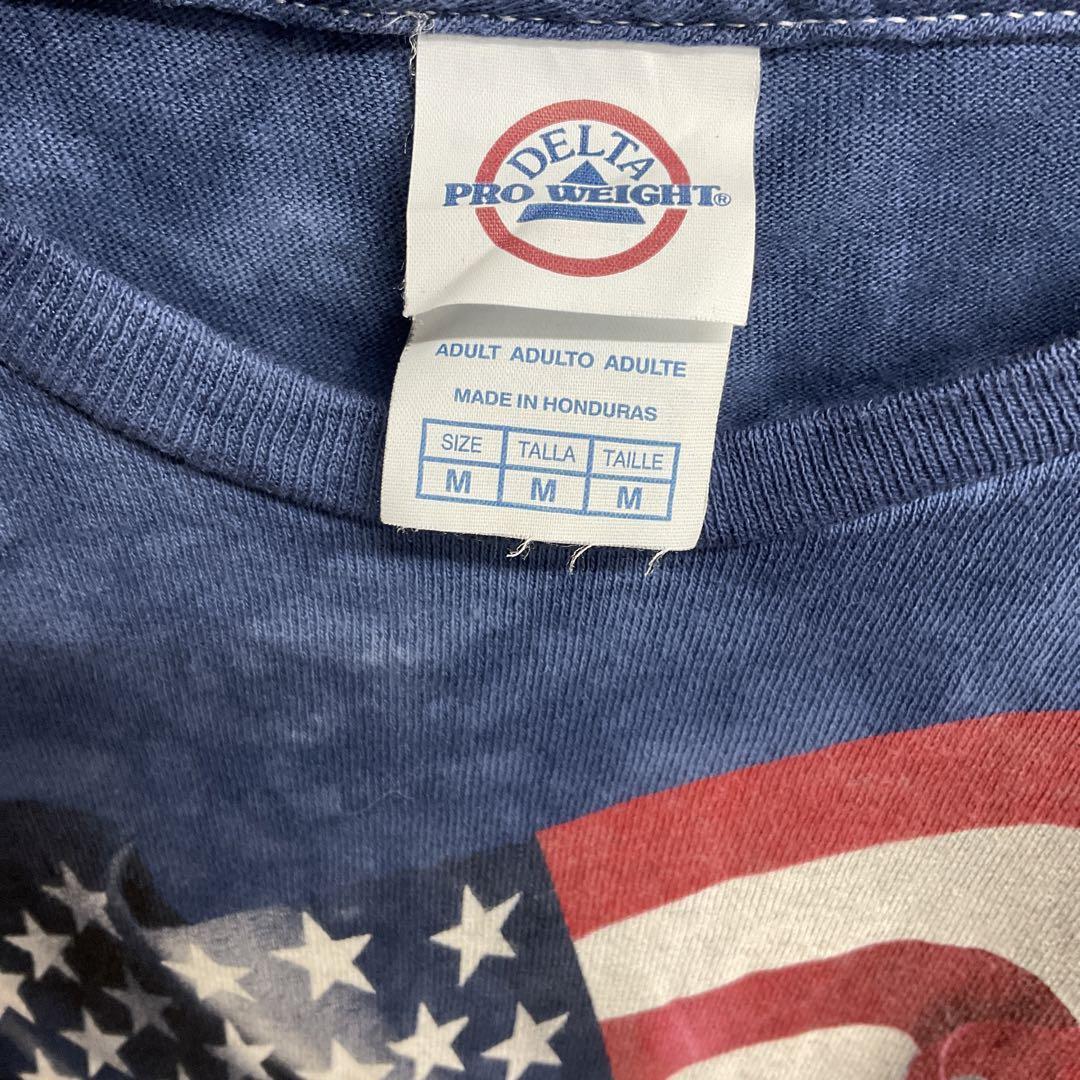 DELTA
PRO WEIGHT®
ADULT ADULTO ADULTE
MADE IN HONDURAS
SIZE TALLA TAILLE
M M M